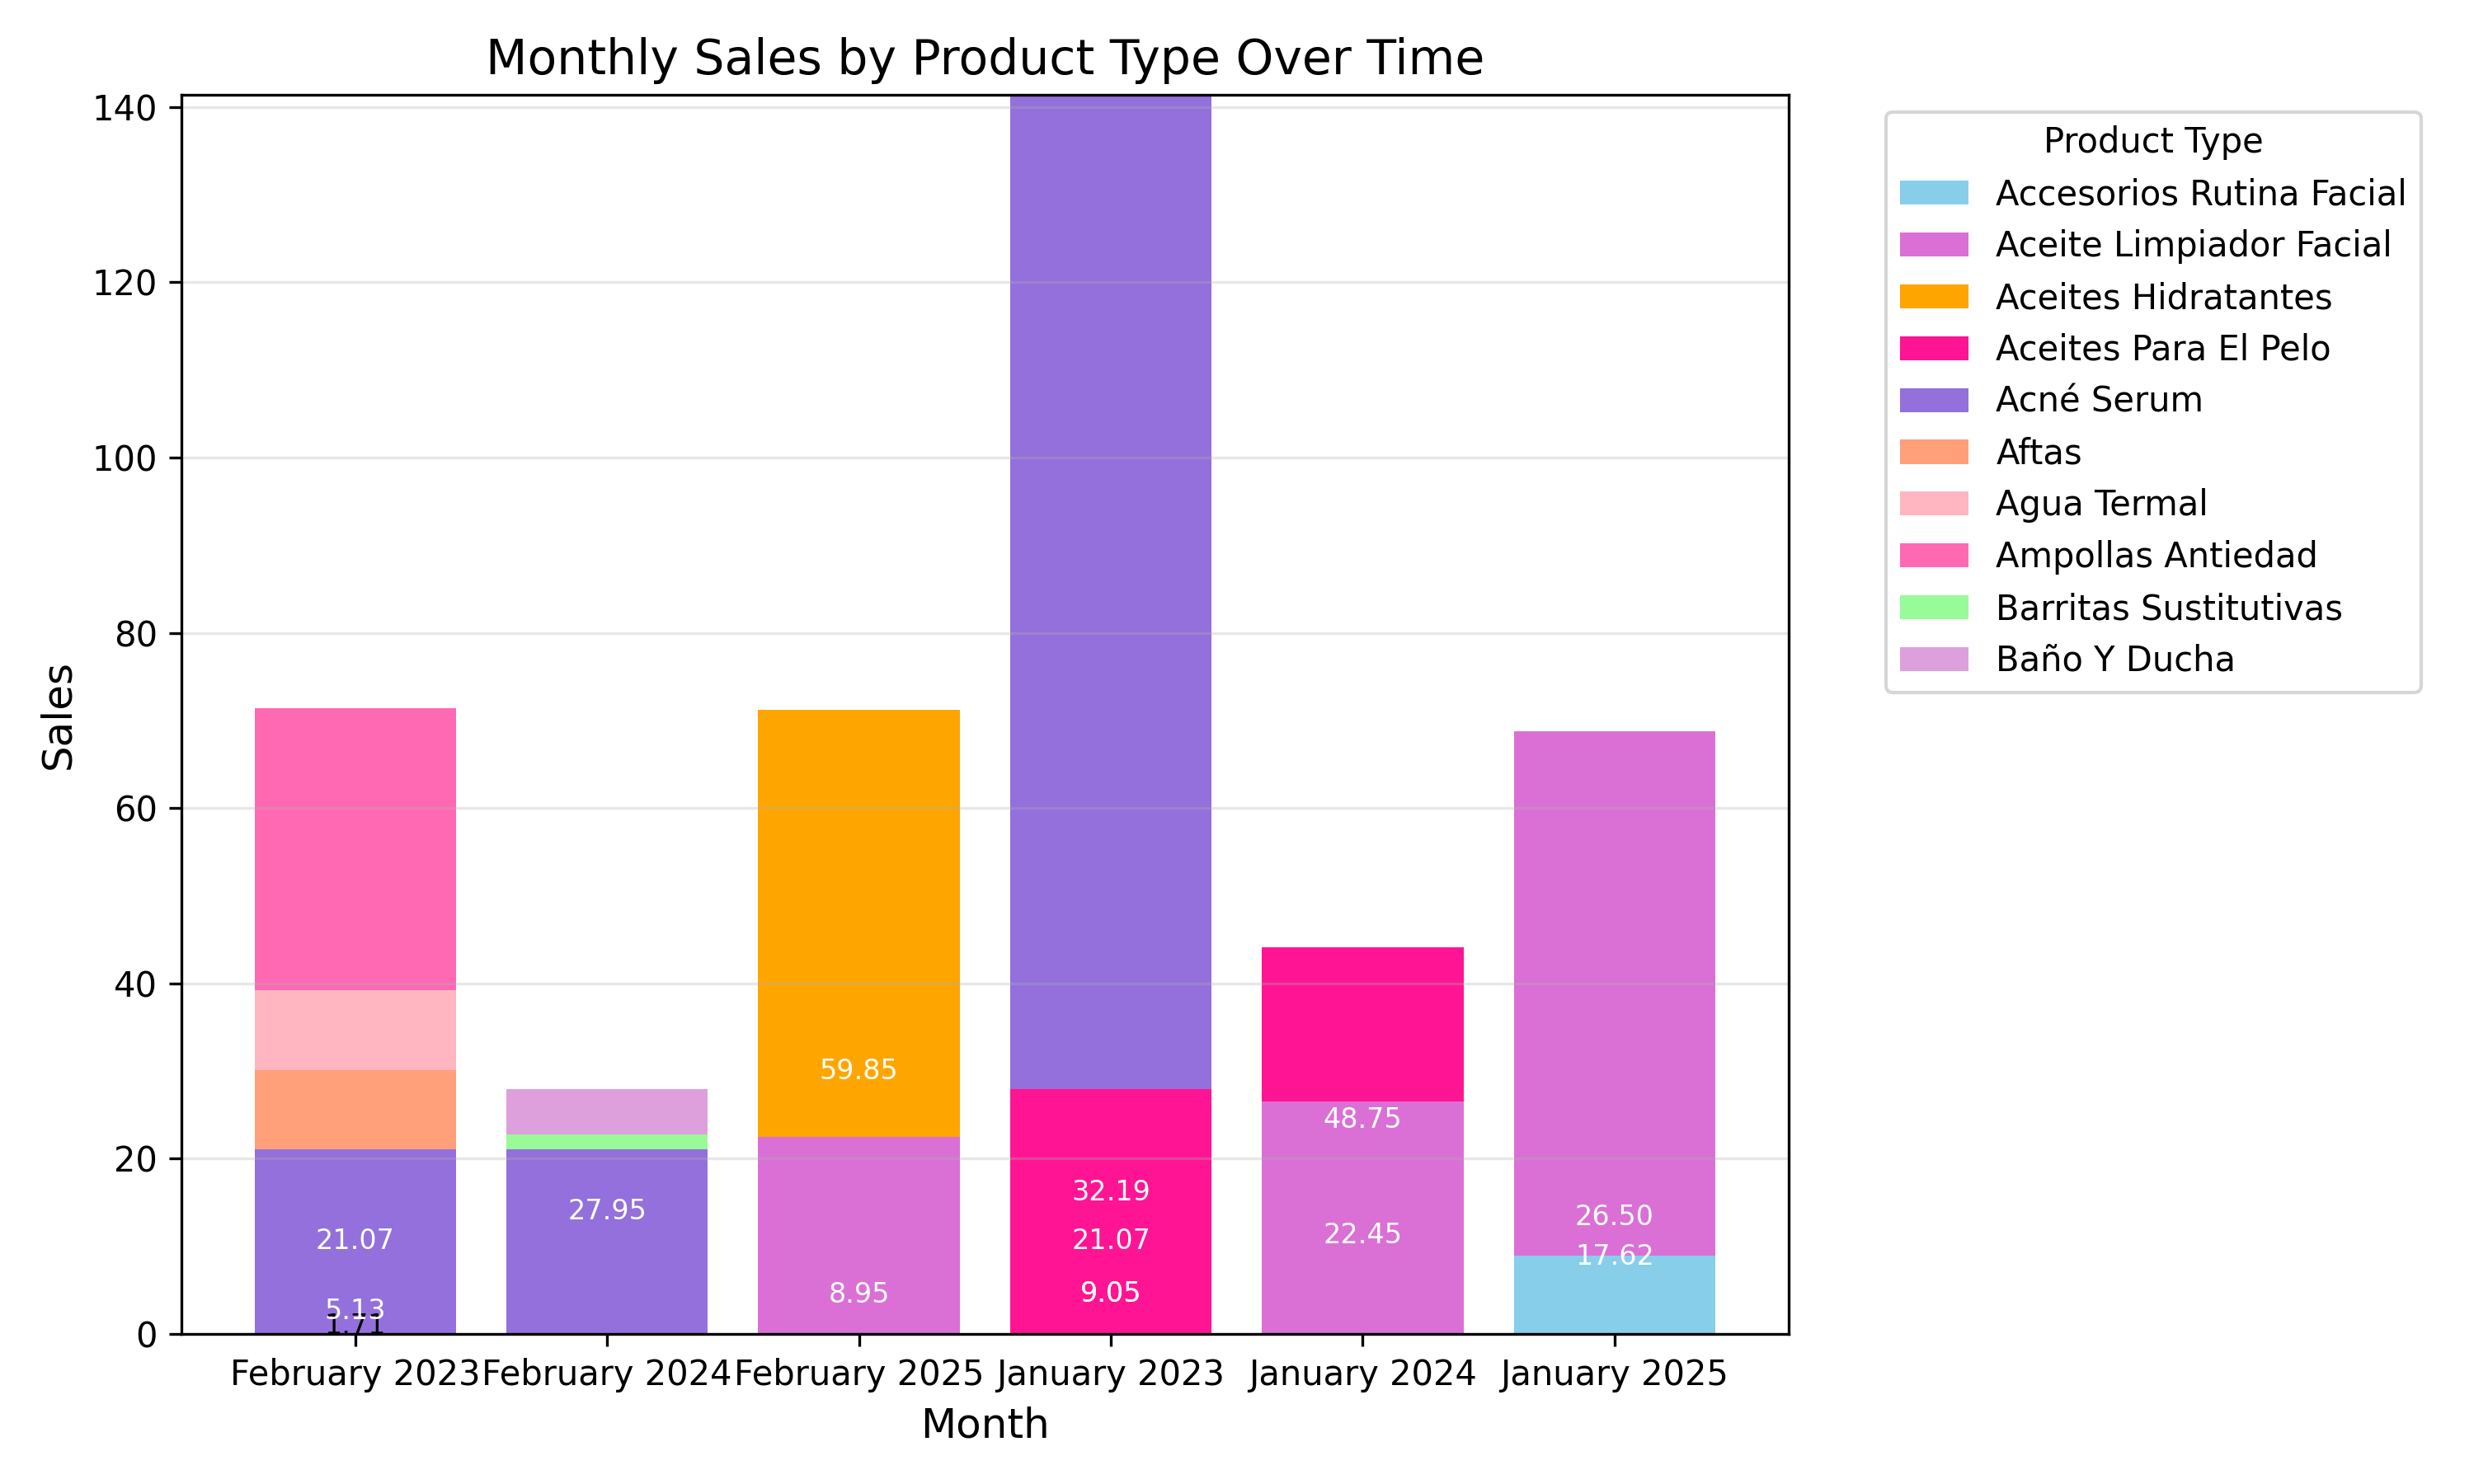 Monthly Sales by Product Type Over Time
Sales
140
120
100
80
60
40
20
0
21.07
5.13
1.71
27.95
59.85
8.95
32.19
21.07
9.05
48.75
22.45
26.50
17.62
February 2023
February 2024
February 2025
January 2023
January 2024
January 2025
Month
Product Type
Accesorios Rutina Facial
Aceite Limpiador Facial
Aceites Hidratantes
Aceites Para El Pelo
Acné Serum
Aftas
Agua Termal
Ampollas Antiedad
Barritas Sustitutivas
Baño Y Ducha